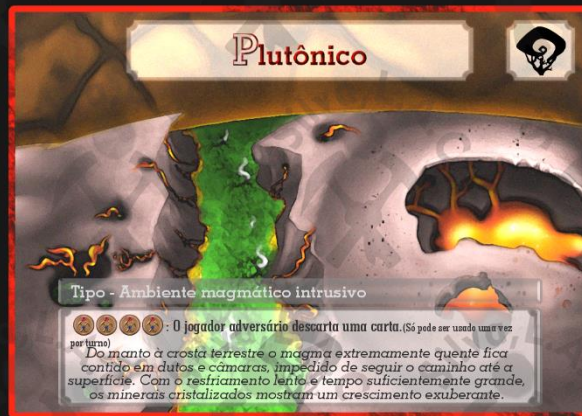 Plutônico
Tipo - Ambiente magmático intrusivo
: O jogador adversário descarta uma carta.(Só pode ser usado uma vez
por turno)
Do manto à crosta terrestre o magma extremamente quente fica
contido em dutos e câmaras, impedido de seguir o caminho até a
superfície. Com o resfriamento lento e tempo suficientemente grande,
os minerais cristalizados mostram um crescimento exuberante.